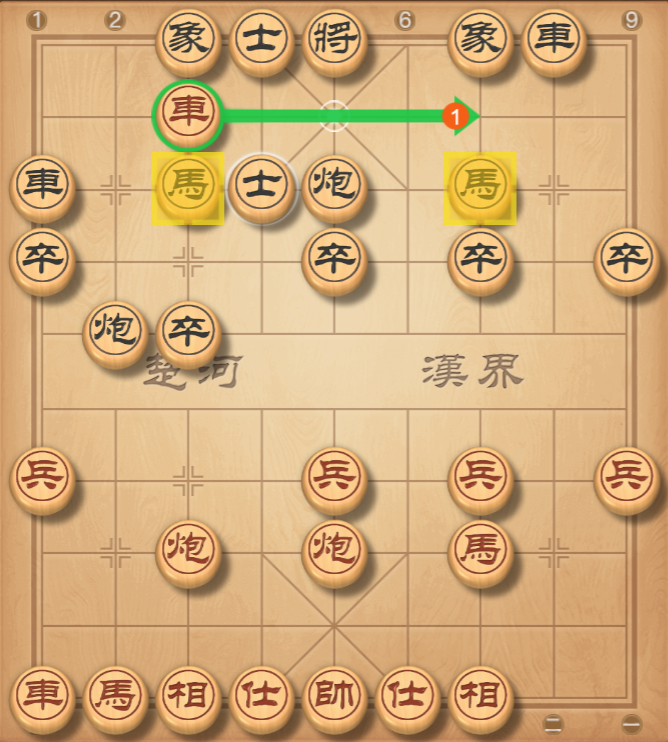 1 2 6 9
象 士 將 象 車
車 1
車 馬 士 炮 馬
卒 卒 卒 卒
炮 卒
楚河 漢界
兵 兵 兵 兵
炮 炮 馬
車 馬 相 仕 帥 仕 相
二 一